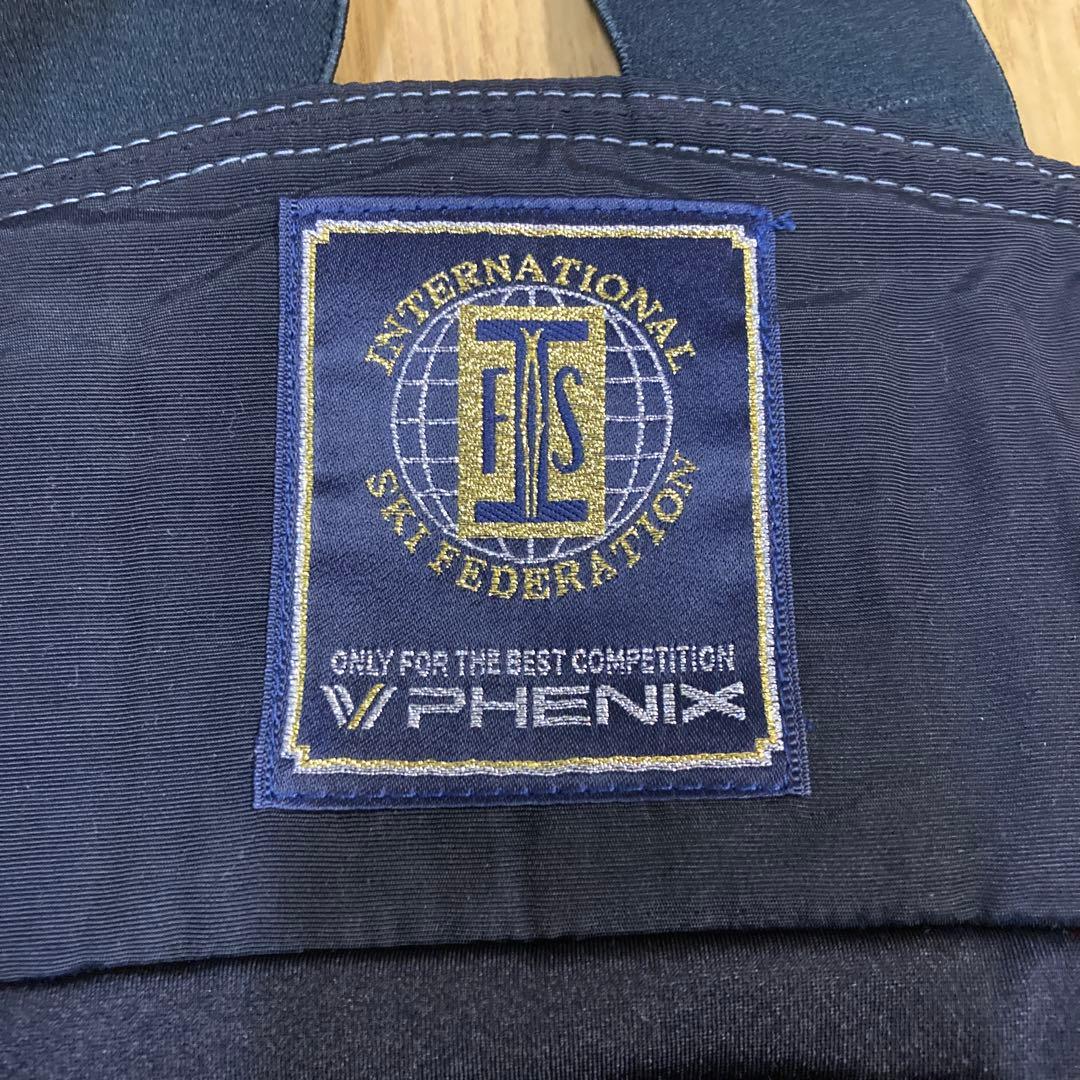 INTERNATIONAL
FIS
SKI FEDERATION
ONLY FOR THE BEST COMPETITION
PHENIX